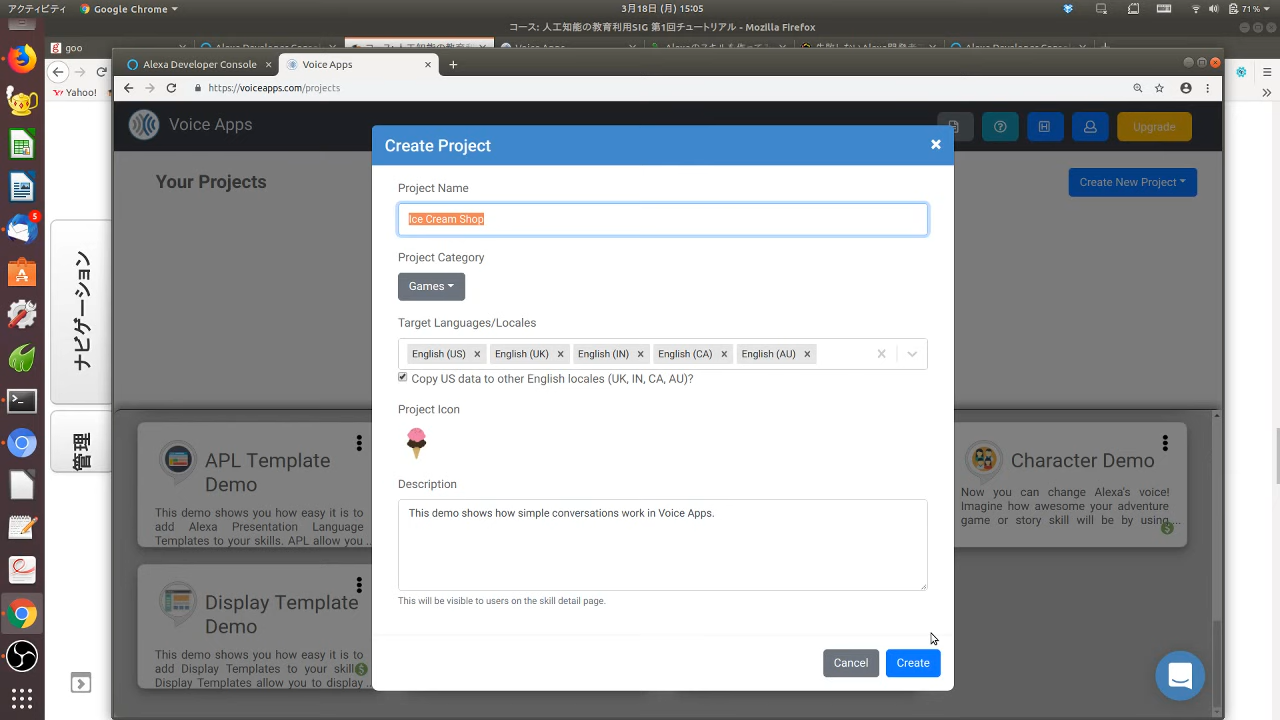 アクティビティ
Google Chrome
3月18日 (月) 15:05
71%
コース: 人工知能の教育利用SIG 第1回チュートリアル - Mozilla Firefox
goo
Alexa Developer Console
Voice Apps
https://voiceapps.com/projects
Yahoo!
Voice Apps
Upgrade
Your Projects
Create New Project
Create Project
Project Name
Ice Cream Shop
Project Category
Games
Target Languages/Locales
English (US)
English (UK)
English (IN)
English (CA)
English (AU)
Copy US data to other English locales (UK, IN, CA, AU)?
Project Icon
Description
This demo shows how simple conversations work in Voice Apps.
This will be visible to users on the skill detail page.
Cancel
Create
ナビゲーション
管理
5
APL Template
Demo
This demo shows you how easy it is to
add Alexa Presentation Language
Templates to your skills. APL allow you ...
Character Demo
Now you can change Alexa's voice!
Imagine how awesome your adventure
game or story skill will be by using...
Display Template
Demo
This demo shows you how easy it is to
add Display Templates to your skill
Display Templates allow you to display...